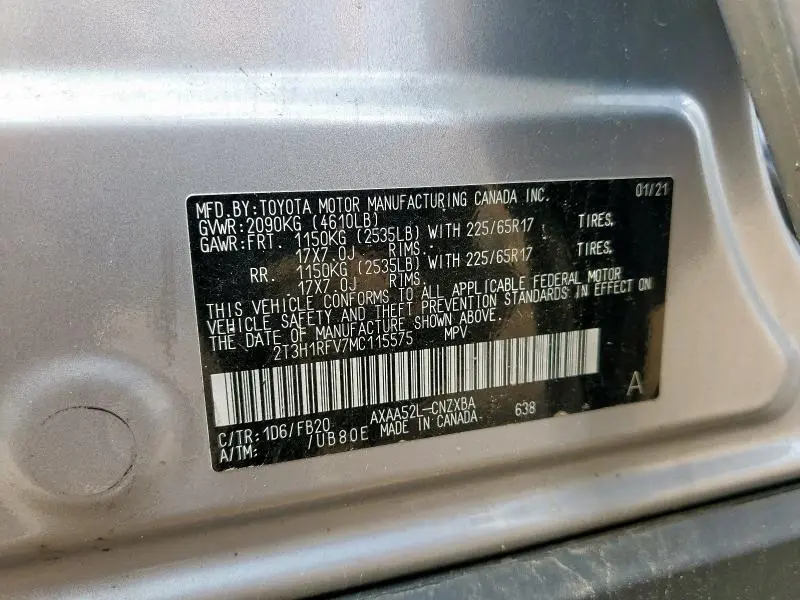 MFD.BY:TOYOTA MOTOR MANUFACTURING CANADA INC. 01/21
GVWR:2090KG (4610LB)
GAWR:FRT. 1150KG (2535LB) WITH 225/65R17 TIRES,
17X7.0J RIMS.
RR. 1150KG (2535LB) WITH 225/65R17 TIRES,
17X7.0J RIMS.
THIS VEHICLE CONFORMS TO ALL APPLICABLE FEDERAL MOTOR
VEHICLE SAFETY AND THEFT PREVENTION STANDARDS IN EFFECT ON
THE DATE OF MANUFACTURE SHOWN ABOVE.
2T3H1RFV7MC115575 MPV
A
C/TR:1D6/FB20 AXAA52L-CNZXBA 638
A/TM: /UB80E MADE IN CANADA